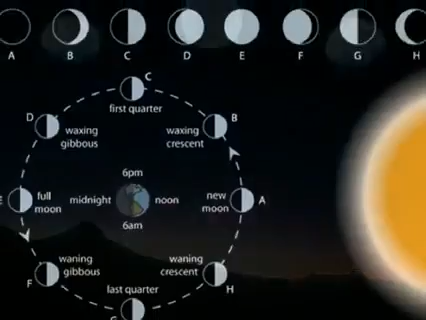 A B C D E F G H
C
first quarter
D
waxing
gibbous
waxing
crescent
B
6pm
E
full
moon
midnight
noon
new
moon
A
6am
waning
gibbous
F
waning
crescent
H
last quarter
G